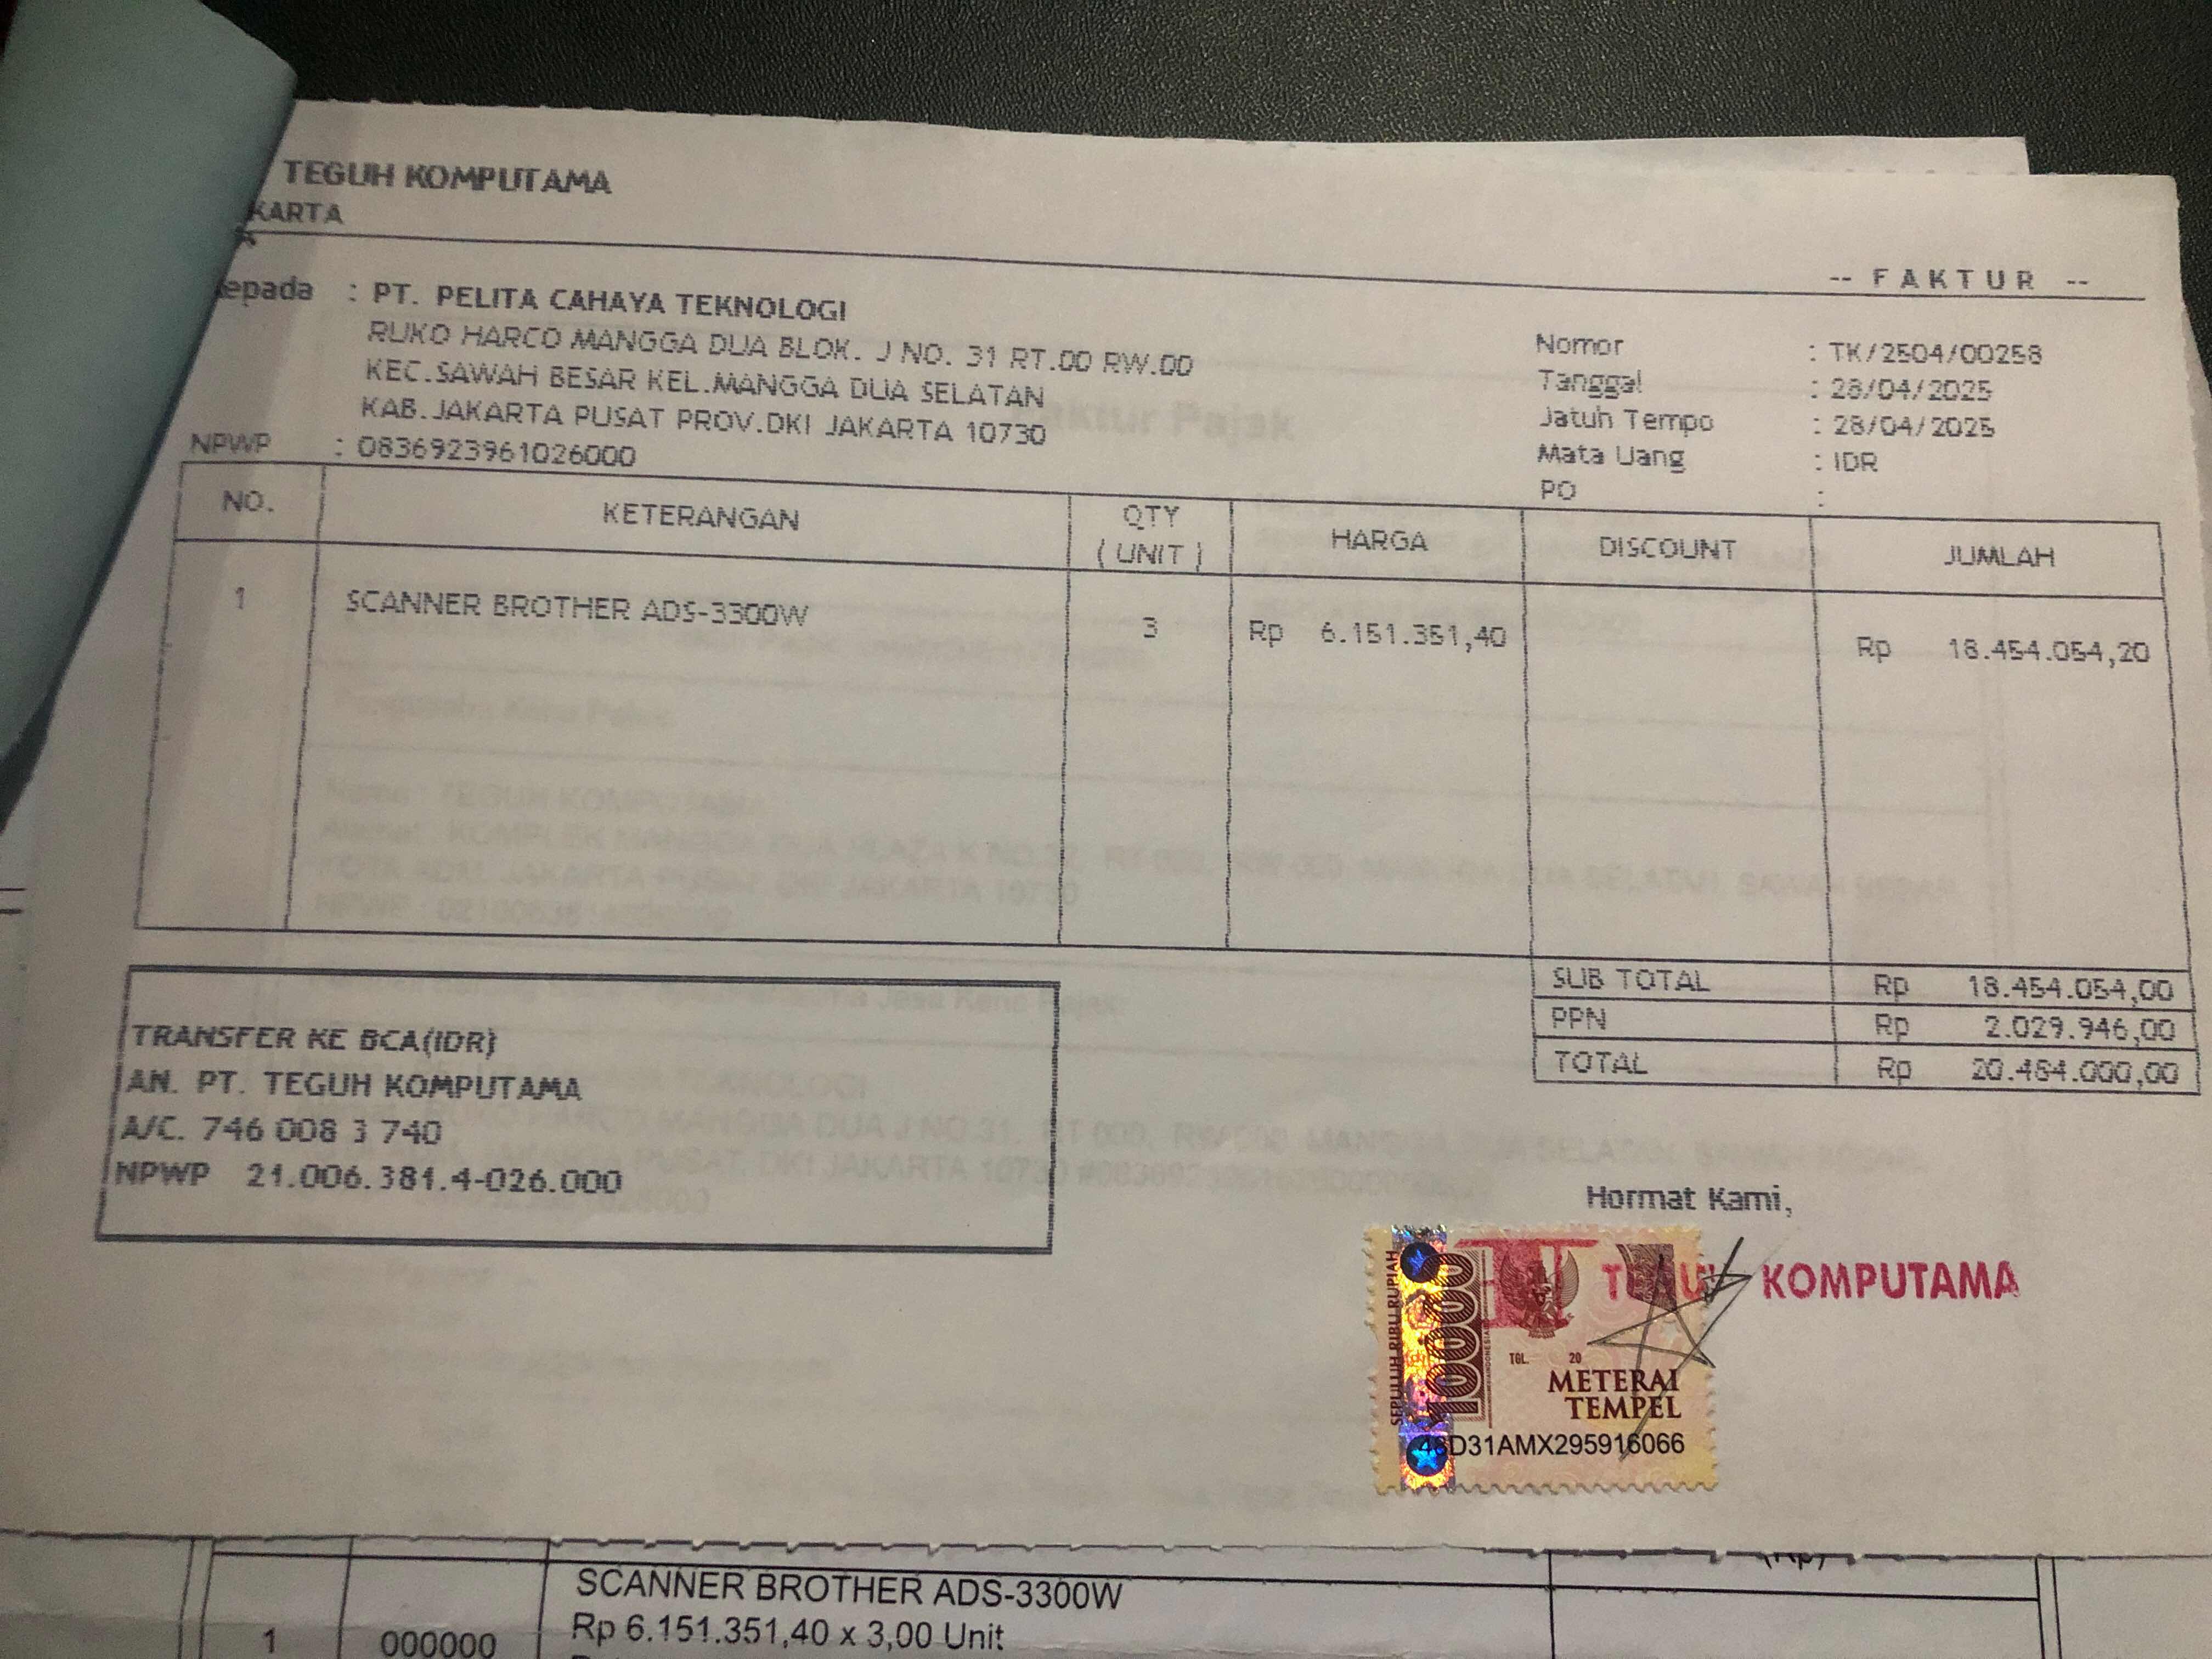 TEGUH KOMPUTAMA
KARTA
-- FAKTUR --
epada : PT. PELITA CAHAYA TEKNOLOGI
RUKO HARCO MANGGA DUA BLOK. J NO. 31 RT.00 RW.00
KEC.SAWAH BESAR KEL.MANGGA DUA SELATAN
KAB.JAKARTA PUSAT PROV.DKI JAKARTA 10730
NPWP : 0836923961026000
Nomor : TK/2504/00258
Tanggal : 28/04/2025
Jatuh Tempo : 28/04/2025
Mata Uang : IDR
PO :
NO. KETERANGAN QTY (UNIT) HARGA DISCOUNT JUMLAH
1 SCANNER BROTHER ADS-3300W 3 Rp 6.151.351,40 Rp 18.454.054,20
SUB TOTAL Rp 18.454.054,00
PPN Rp 2.029.946,00
TOTAL Rp 20.484.000,00
TRANSFER KE BCA(IDR)
AN. PT. TEGUH KOMPUTAMA
A/C. 746 008 3 740
NPWP 21.006.381.4-026.000
Hormat Kami,
KOMPUTAMA
SEPULUH RIBU RUPIAH
10000
TGL. 20
METERAI
TEMPEL
D31AMX295916066
(Rp)
SCANNER BROTHER ADS-3300W
1 000000 Rp 6.151.351,40 x 3,00 Unit